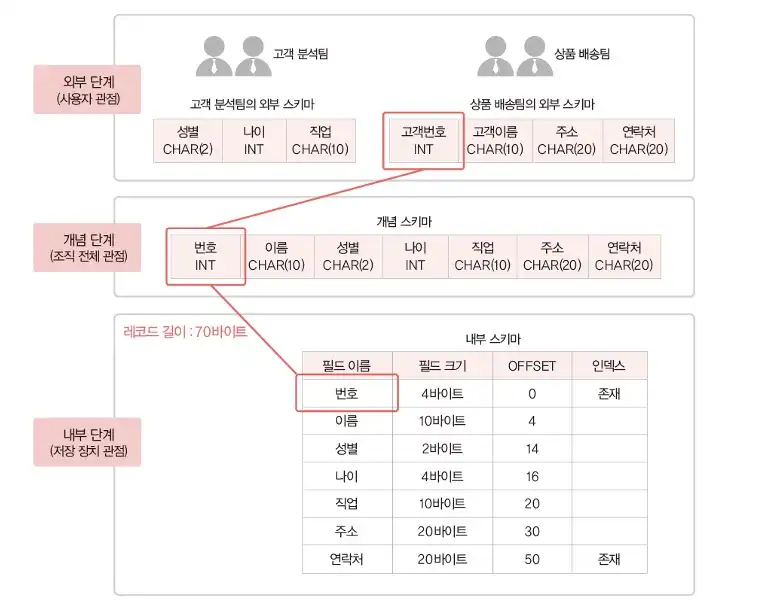 고객 분석팀
상품 배송팀
외부 단계
(사용자 관점)
고객 분석팀의 외부 스키마
상품 배송팀의 외부 스키마
성별 나이 직업
CHAR(2) INT CHAR(10)
고객번호 고객이름 주소 연락처
INT CHAR(10) CHAR(20) CHAR(20)
개념 단계
(조직 전체 관점)
개념 스키마
번호 이름 성별 나이 직업 주소 연락처
INT CHAR(10) CHAR(2) INT CHAR(10) CHAR(20) CHAR(20)
내부 단계
(저장 장치 관점)
레코드 길이 : 70바이트
내부 스키마
필드 이름 필드 크기 OFFSET 인덱스
번호 4바이트 0 존재
이름 10바이트 4
성별 2바이트 14
나이 4바이트 16
직업 10바이트 20
주소 20바이트 30
연락처 20바이트 50 존재